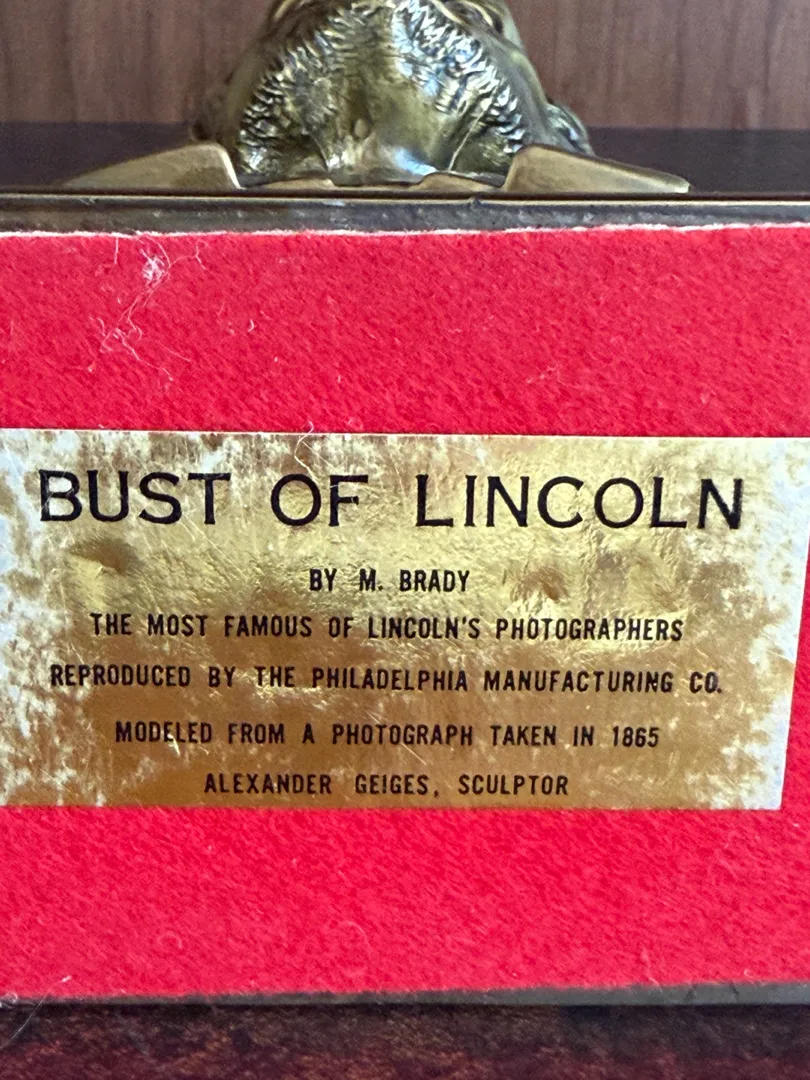 BUST OF LINCOLN
BY M. BRADY
THE MOST FAMOUS OF LINCOLN'S PHOTOGRAPHERS
REPRODUCED BY THE PHILADELPHIA MANUFACTURING CO.
MODELED FROM A PHOTOGRAPH TAKEN IN 1865
ALEXANDER GEIGES, SCULPTOR